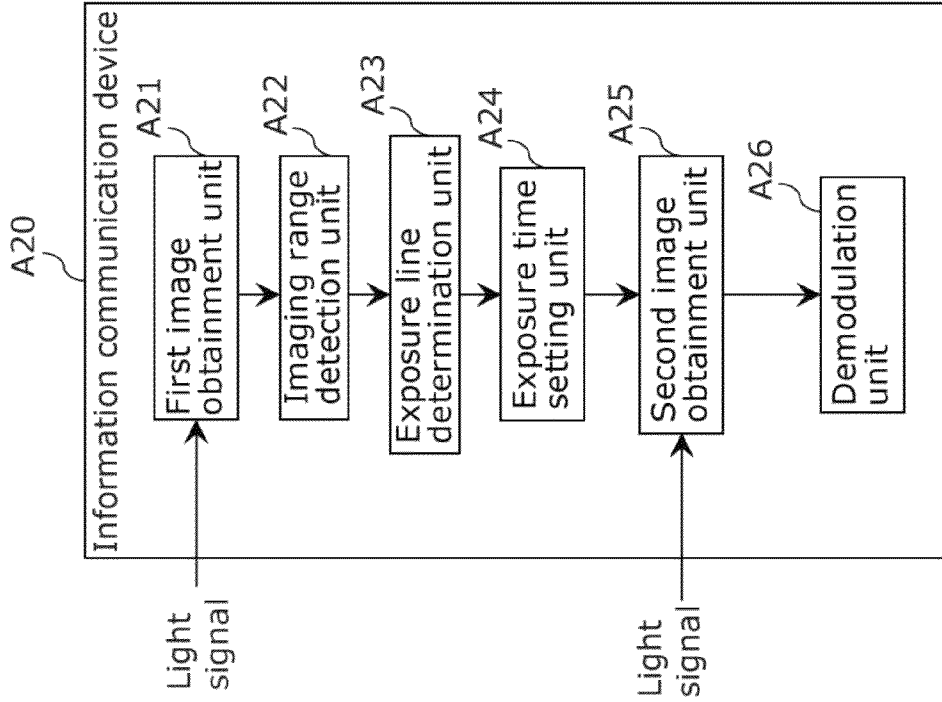 A20
Information communication device
Light
signal
First image
obtainment unit
A21
Imaging range
detection unit
A22
Exposure line
determination unit
A23
Exposure time
setting unit
A24
Light
signal
Second image
obtainment unit
A25
Demodulation
unit
A26